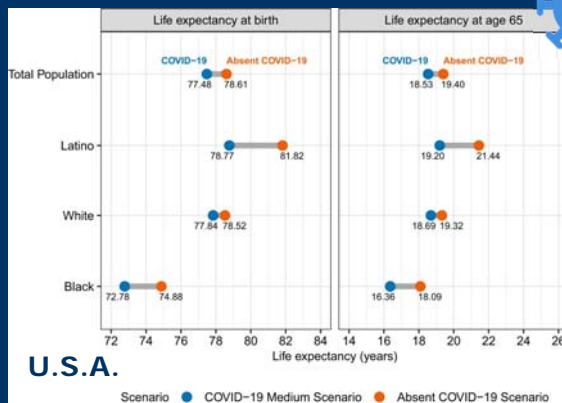 Life expectancy at birth
Life expectancy at age 65
COVID−19 Absent COVID−19
COVID−19 Absent COVID−19
Total Population
77.48 78.61
18.53 19.40
Latino
78.77 81.82
19.20 21.44
White
77.84 78.52
18.69 19.32
Black
72.78 74.88
16.36 18.09
72 74 76 78 80 82 84
14 16 18 20 22 24 26
Life expectancy (years)
U.S.A.
Scenario COVID−19 Medium Scenario Absent COVID−19 Scenario